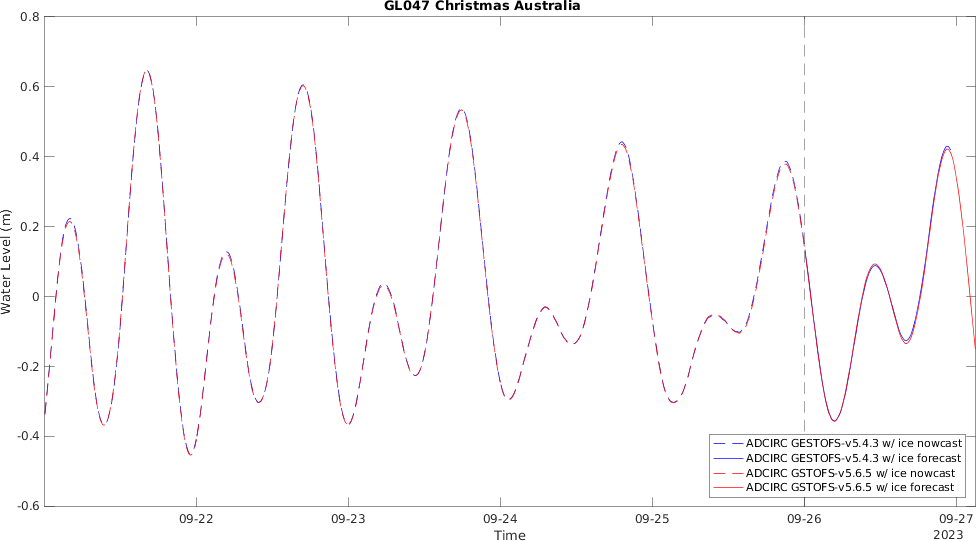 GL047 Christmas Australia
0.8
0.6
0.4
0.2
0
-0.2
-0.4
-0.6
Water Level (m)
ADCIRC GESTOFS-v5.4.3 w/ ice nowcast
ADCIRC GESTOFS-v5.4.3 w/ ice forecast
ADCIRC GSTOFS-v5.6.5 w/ ice nowcast
ADCIRC GSTOFS-v5.6.5 w/ ice forecast
09-22 09-23 09-24 09-25 09-26 09-27
Time
2023